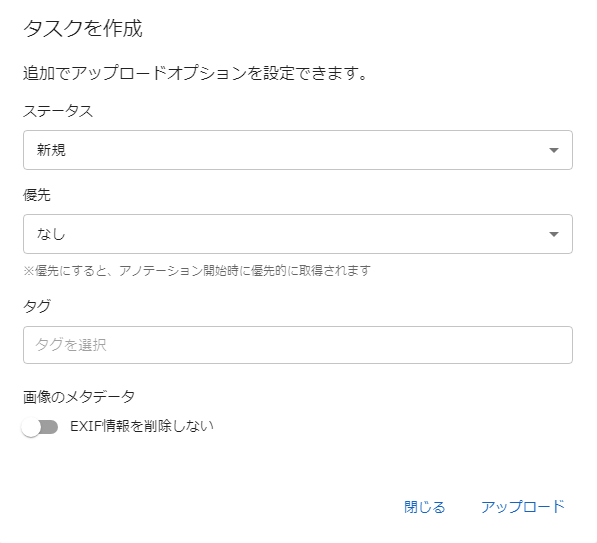 タスクを作成
追加でアップロードオプションを設定できます。
ステータス
新規
優先
なし
※優先にすると、アノテーション開始時に優先的に取得されます
タグ
タグを選択
画像のメタデータ
EXIF情報を削除しない
閉じる アップロード